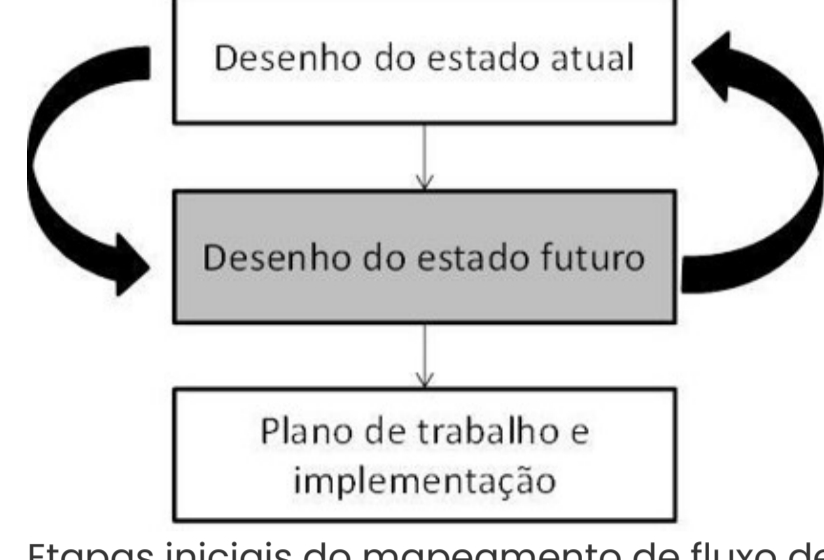 Desenho do estado atual
Desenho do estado futuro
Plano de trabalho e
implementação
Etapas iniciais do mapeamento de fluxo de